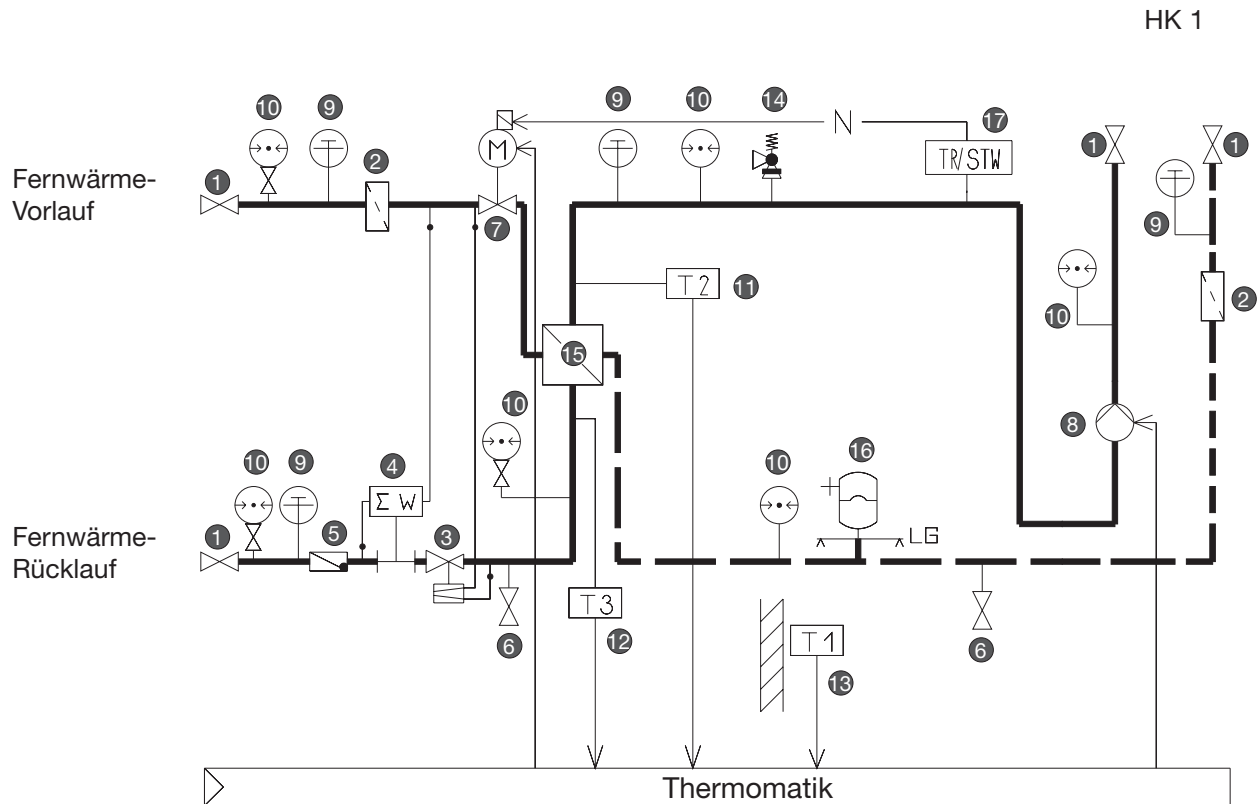 HK 1
10 9 9 10 14 N 17
M TR/STW
1 1
2
Fernwärme-
Vorlauf
1
9
7
9
10
T2 11
2
10
15
10
8
10 9 4 16
10
Σ W
3
1 5
LG
Fernwärme-
Rücklauf
T3
12
T1
6 6
13
Thermomatik